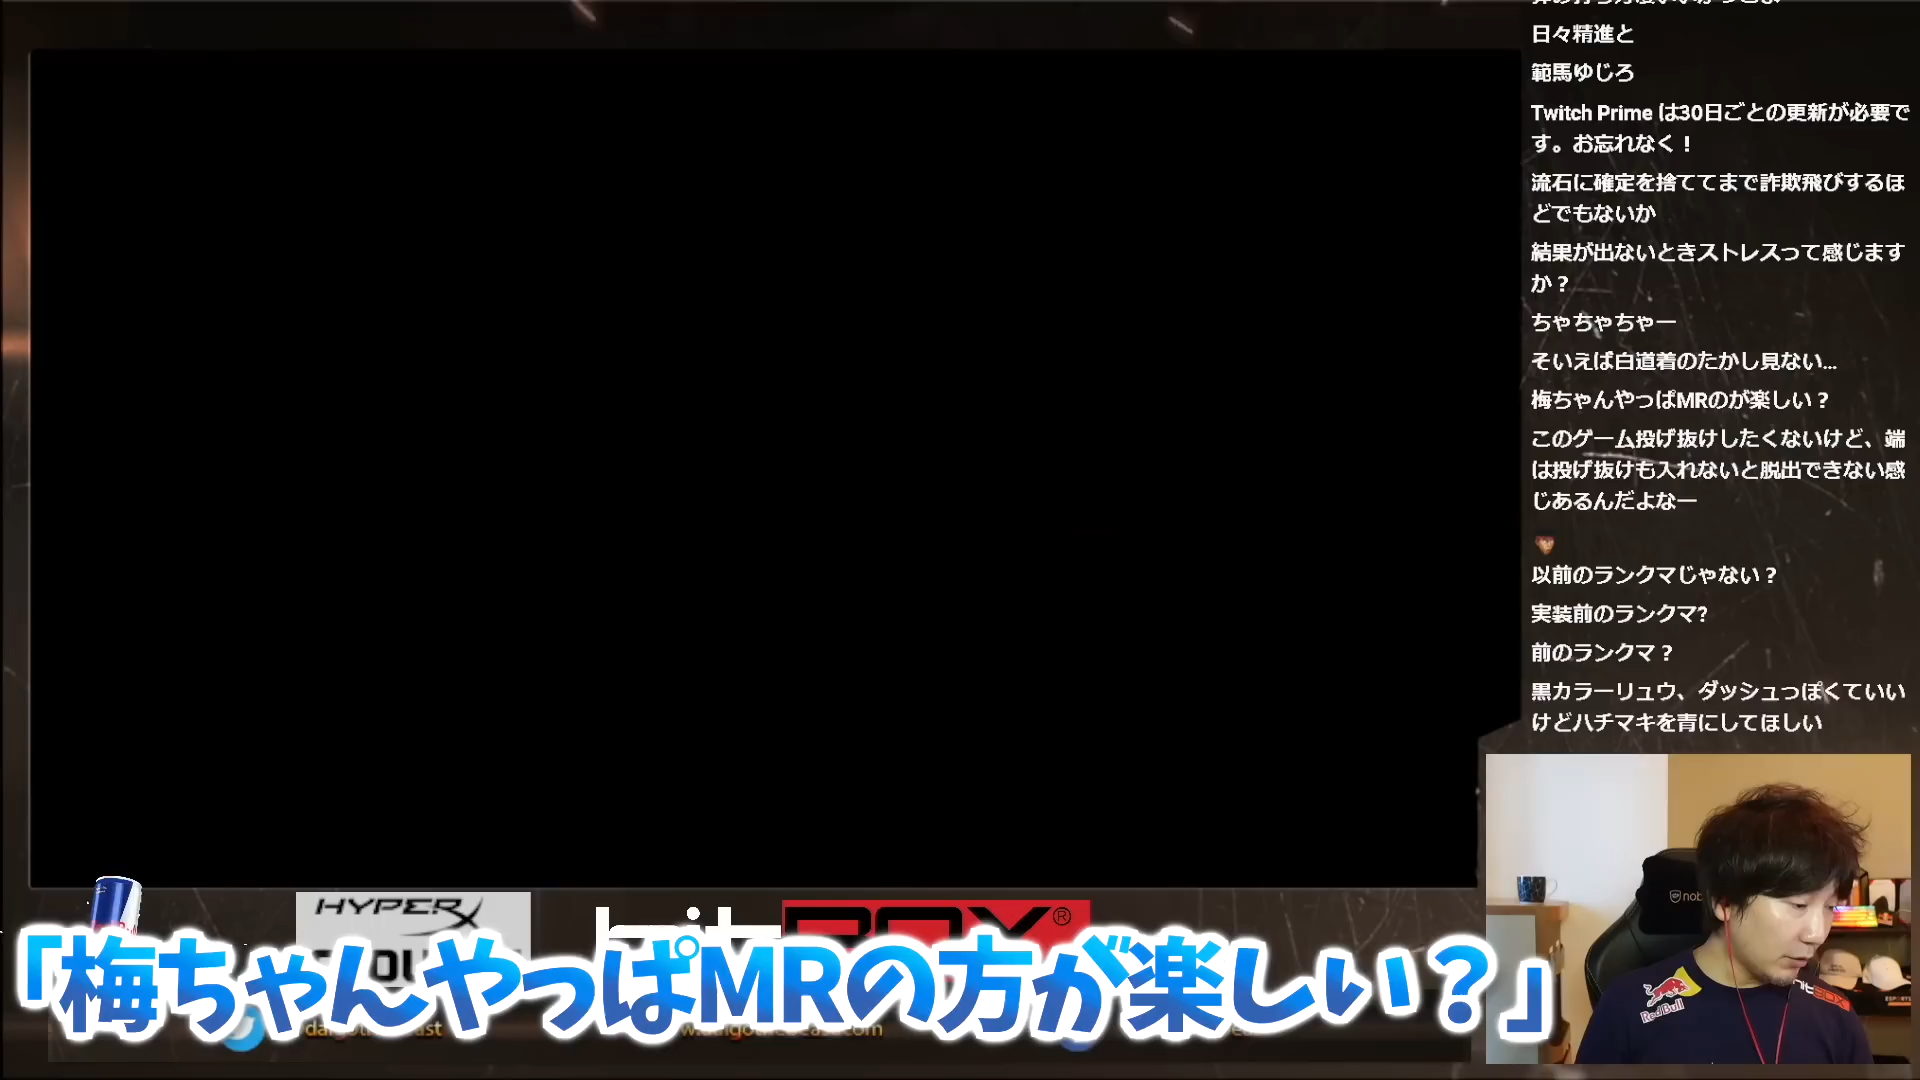 日々精進と
範馬ゆじろ
Twitch Prime は30日ごとの更新が必要で
す。お忘れなく！
流石に確定を捨ててまで詐欺飛びするほ
どでもないか
結果が出ないときストレスって感じます
か？
ちゃちゃちゃー
そいえば白道着のたかし見ない...
梅ちゃんやっぱMRのが楽しい？
このゲーム投げ抜けしたくないけど、端
は投げ抜けも入れないと脱出できない感
じあるんだよなー
以前のランクマじゃない？
実装前のランクマ?
前のランクマ？
黒カラーリュウ、ダッシュっぽくていい
けどハチマキを青にしてほしい
nob
HYPERX
BOX®
「梅ちゃんやっぱMRの方が楽しい？」
Red Bull